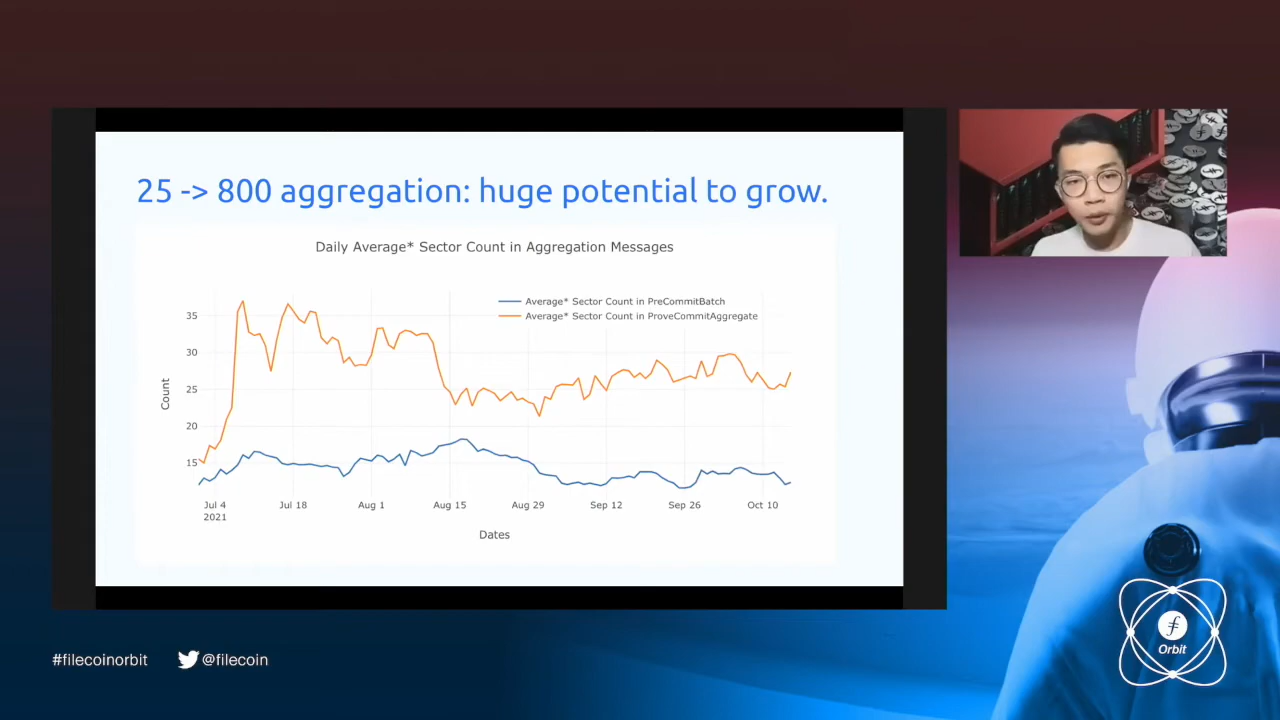 25 -> 800 aggregation: huge potential to grow.
Daily Average* Sector Count in Aggregation Messages
Average* Sector Count in PreCommitBatch
Average* Sector Count in ProveCommitAggregate
35
30
25
20
15
Count
Jul 4
2021
Jul 18
Aug 1
Aug 15
Aug 29
Sep 12
Sep 26
Oct 10
Dates
#filecoinorbit
@filecoin
Orbit